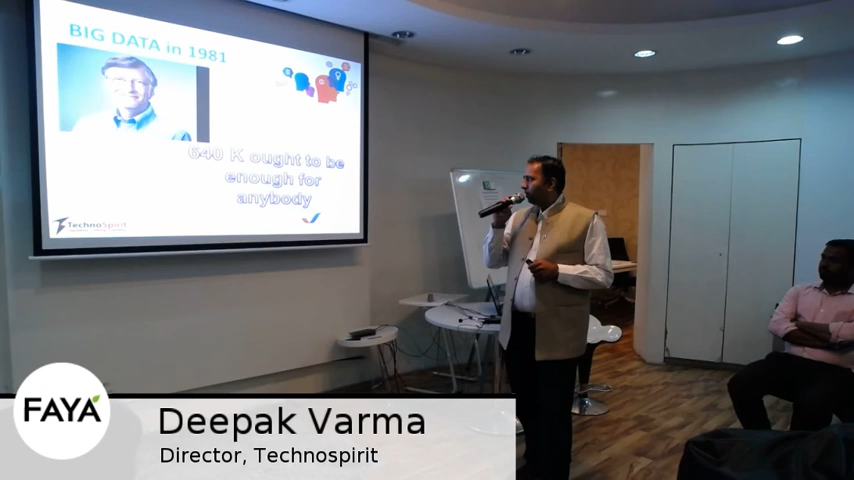 BIG DATA in 1981
640 K ought to be
enough for
anybody
TechnoSpirit
FAYA
Deepak Varma
Director, Technospirit